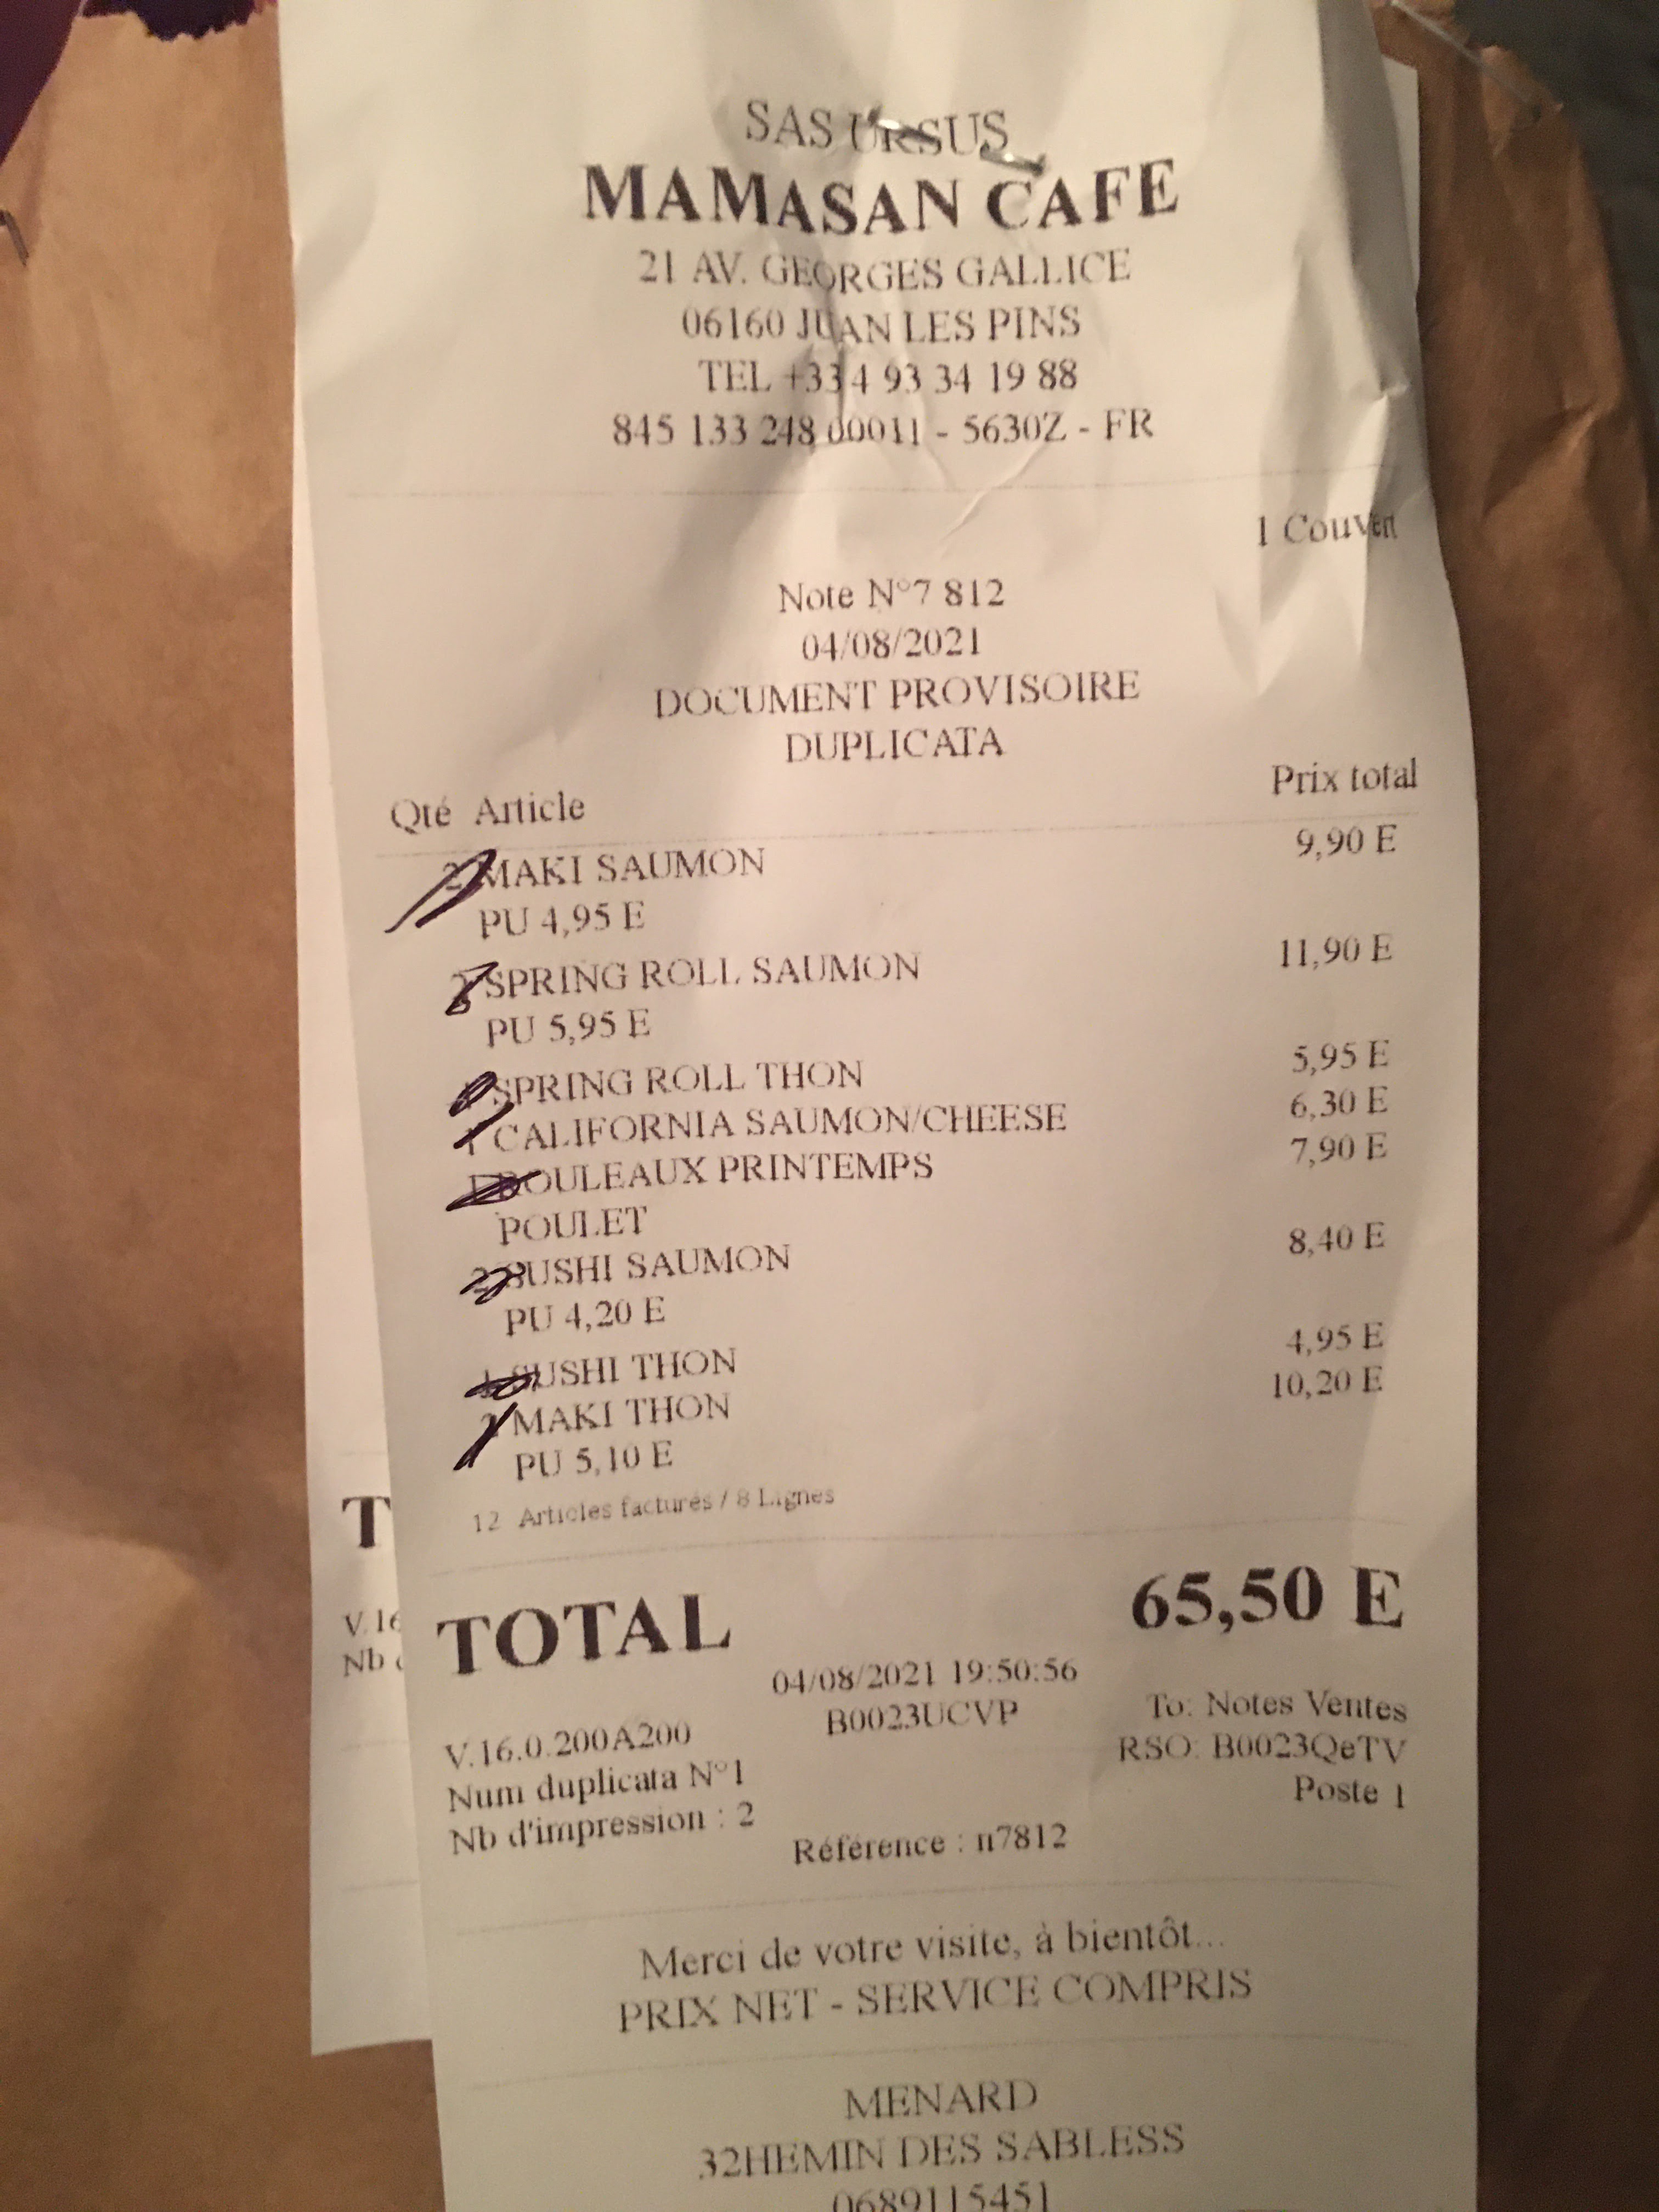 SAS URSUS
MAMASAN CAFE
21 AV. GEORGES GALLICE
06160 JUAN LES PINS
TEL +33 4 93 34 19 88
845 133 248 00011 - 5630Z - FR
1 Couvert
Note N°7 812
04/08/2021
DOCUMENT PROVISOIRE
DUPLICATA
Qté Article Prix total
2 MAKI SAUMON 9,90 E
PU 4,95 E
2 SPRING ROLL SAUMON 11,90 E
PU 5,95 E
1 SPRING ROLL THON 5,95 E
1 CALIFORNIA SAUMON/CHEESE 6,30 E
1 ROULEAUX PRINTEMPS 7,90 E
POULET
2 SUSHI SAUMON 8,40 E
PU 4,20 E
1 SUSHI THON 4,95 E
2 MAKI THON 10,20 E
PU 5,10 E
12 Articles facturés / 8 Lignes
TOTAL 65,50 E
04/08/2021 19:50:56
V.16.0.200A200 B0023UCVP To: Notes Ventes
Num duplicata N°1 RSO: B0023QeTV
Nb d'impression : 2 Poste 1
Référence : n7812
Merci de votre visite, à bientôt...
PRIX NET - SERVICE COMPRIS
MENARD
32HEMIN DES SABLESS
0689115451
T
V.16
Nb